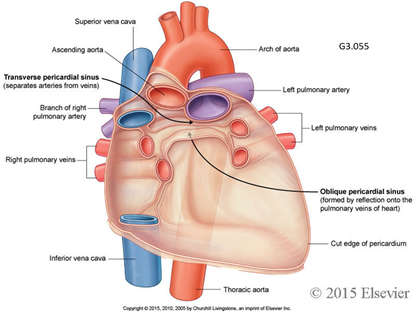 Superior vena cava
Ascending aorta
Arch of aorta
G3.055
Transverse pericardial sinus
(separates arteries from veins)
Left pulmonary artery
Branch of right
pulmonary artery
Left pulmonary veins
Right pulmonary veins
Oblique pericardial sinus
(formed by reflection onto the
pulmonary veins of heart)
Cut edge of pericardium
Inferior vena cava
Thoracic aorta
© 2015 Elsevier
Copyright © 2015, 2010, 2005 by Churchill Livingstone, an imprint of Elsevier Inc.